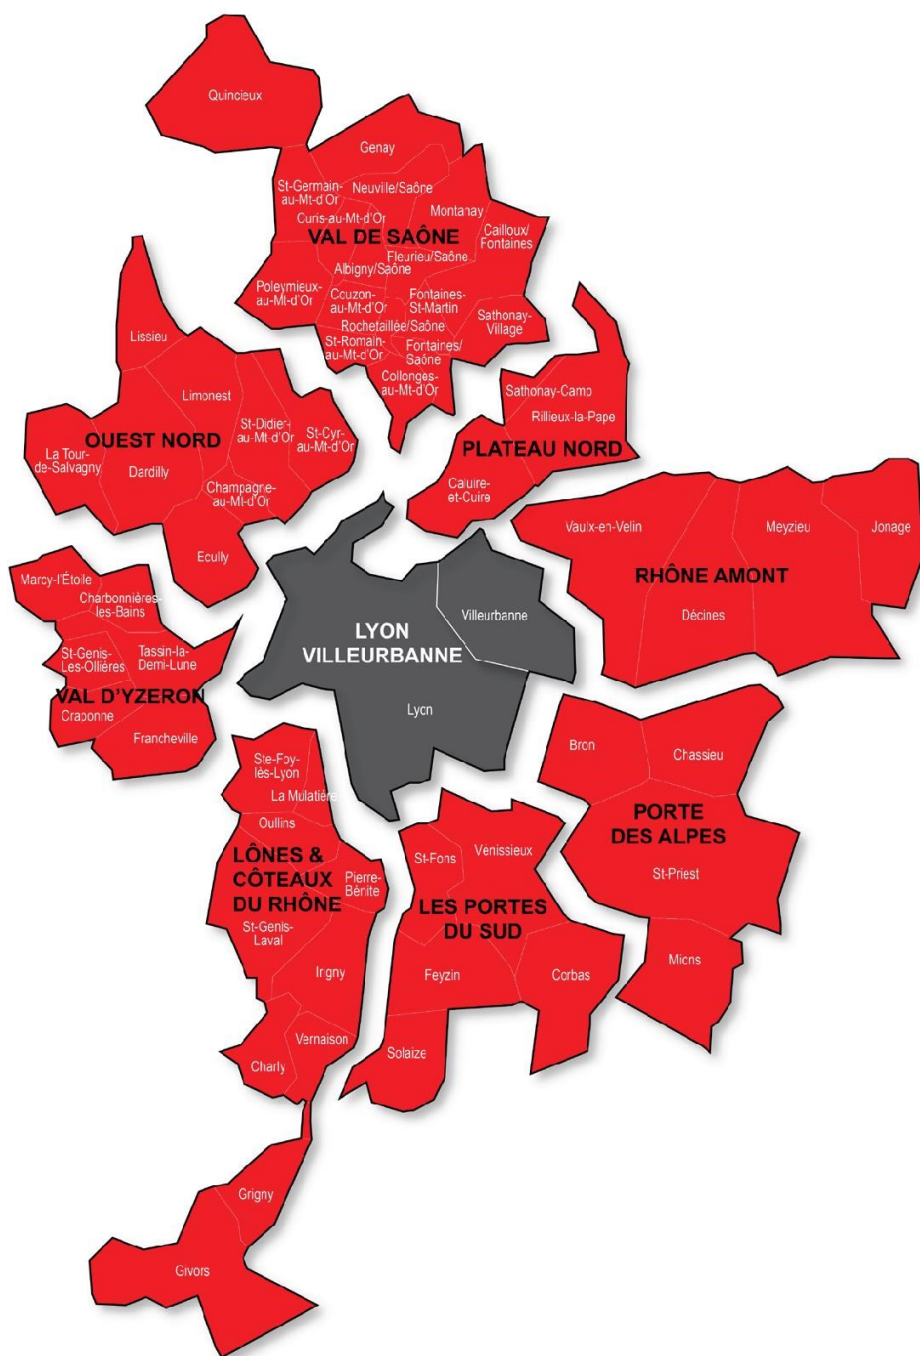 Quincieux
Genay
St-Germain-
au-Mt-d'Or
Neuville/Saône
Curis-au-Mt-d'Or
Montanay
VAL DE SAÔNE
Cailloux/
Fontaines
Fleurieu/Saône
Albigny/Saône
Poleymieux-
au-Mt-d'Or
Couzon-
au-Mt-d'Or
Fontaines-
St-Martin
Rochetaillée/Saône
Sathonay-
Village
St-Romain-
au-Mt-d'Or
Fontaines/
Saône
Collonges-
au-Mt-d'Or
Lissieu
Limonest
St-Didier-
au-Mt-d'Or
St-Cyr-
au-Mt-d'Or
OUEST NORD
La Tour-
de-Salvagny
Dardilly
Champagne-
au-Mt-d'Or
Ecully
Sathonay-Camp
Rillieux-la-Pape
PLATEAU NORD
Caluire-
et-Cuire
Vaulx-en-Velin
Meyzieu
Jonage
RHÔNE AMONT
Décines
Marcy-l'Étoile
Charbonnières-
les-Bains
St-Genis-
Les-Ollières
Tassin-la-
Demi-Lune
VAL D'YZERON
Craponne
Francheville
Villeurbanne
LYON
VILLEURBANNE
Lyon
Bron
Chassieu
PORTE
DES ALPES
St-Priest
Mions
Ste-Foy-
lès-Lyon
La Mulatière
Oullins
LÔNES &
CÔTEAUX
DU RHÔNE
Pierre-
Bénite
St-Genis-
Laval
Irigny
Vernaison
Charly
St-Fons
Venissieux
LES PORTES
DU SUD
Feyzin
Corbas
Solaize
Grigny
Givors